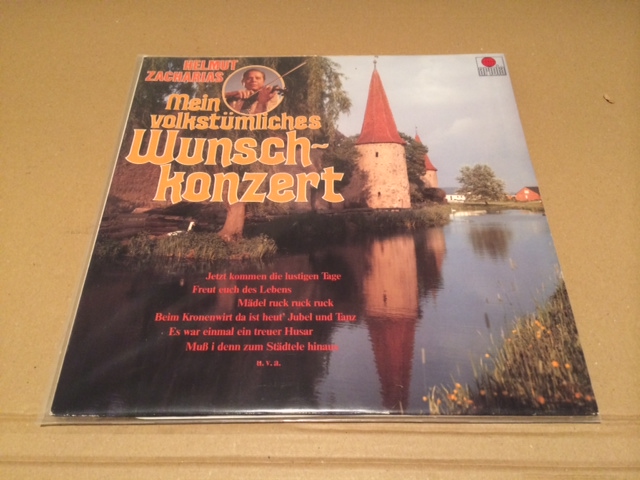 HELMUT
ZACHARIAS
Mein
volkstümliches
Wunsch-
konzert
ariola
Jetzt kommen die lustigen Tage
Freut euch des Lebens
Mädel ruck ruck ruck
Beim Kronenwirt da ist heut' Jubel und Tanz
Es war einmal ein treuer Husar
Muß i denn zum Städtele hinaus
u. v. a.